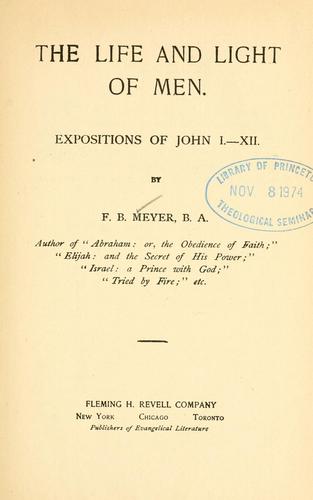 THE LIFE AND LIGHT
OF MEN.
EXPOSITIONS OF JOHN I.—XII.
BY
F. B. MEYER, B. A.
Author of "Abraham: or, the Obedience of Faith;"
"Elijah: and the Secret of His Power;"
"Israel: a Prince with God;"
"Tried by Fire;" etc.
LIBRARY OF PRINCETON
NOV 8 1974
THEOLOGICAL SEMINAR
FLEMING H. REVELL COMPANY
NEW YORK CHICAGO TORONTO
Publishers of Evangelical Literature